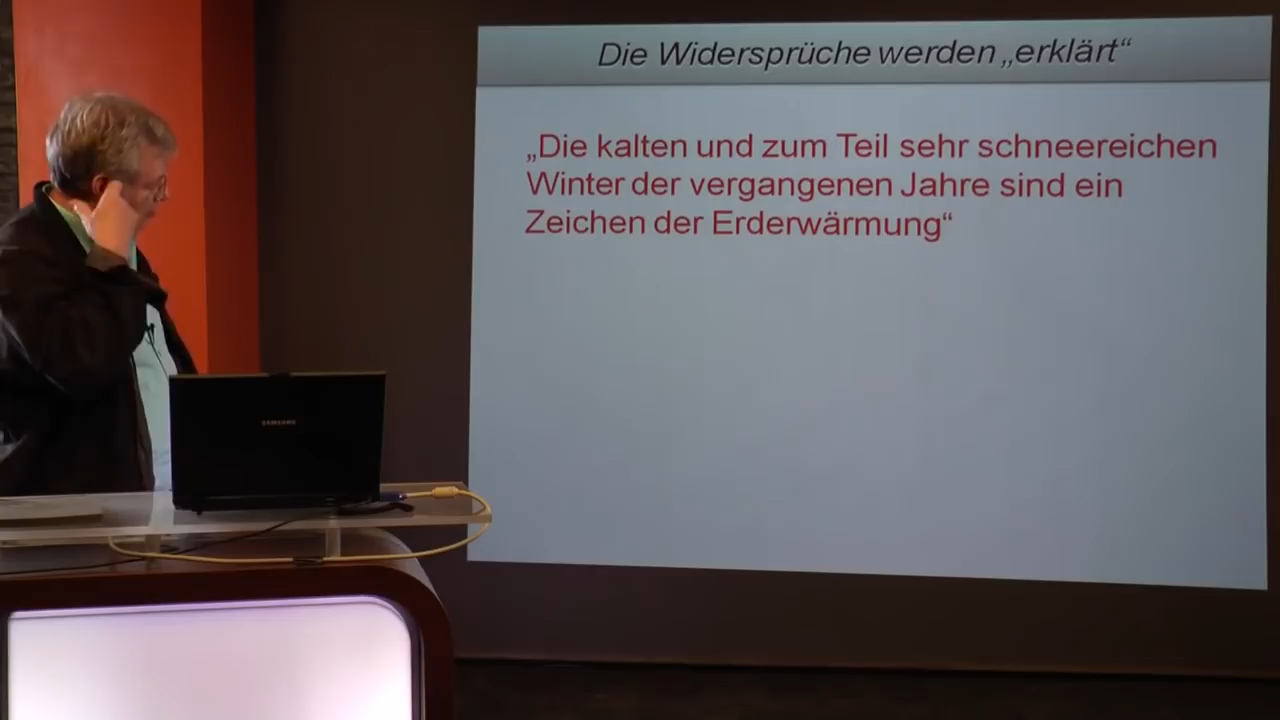 Die Widersprüche werden „erklärt“
„Die kalten und zum Teil sehr schneereichen
Winter der vergangenen Jahre sind ein
Zeichen der Erderwärmung“
SAMSUNG